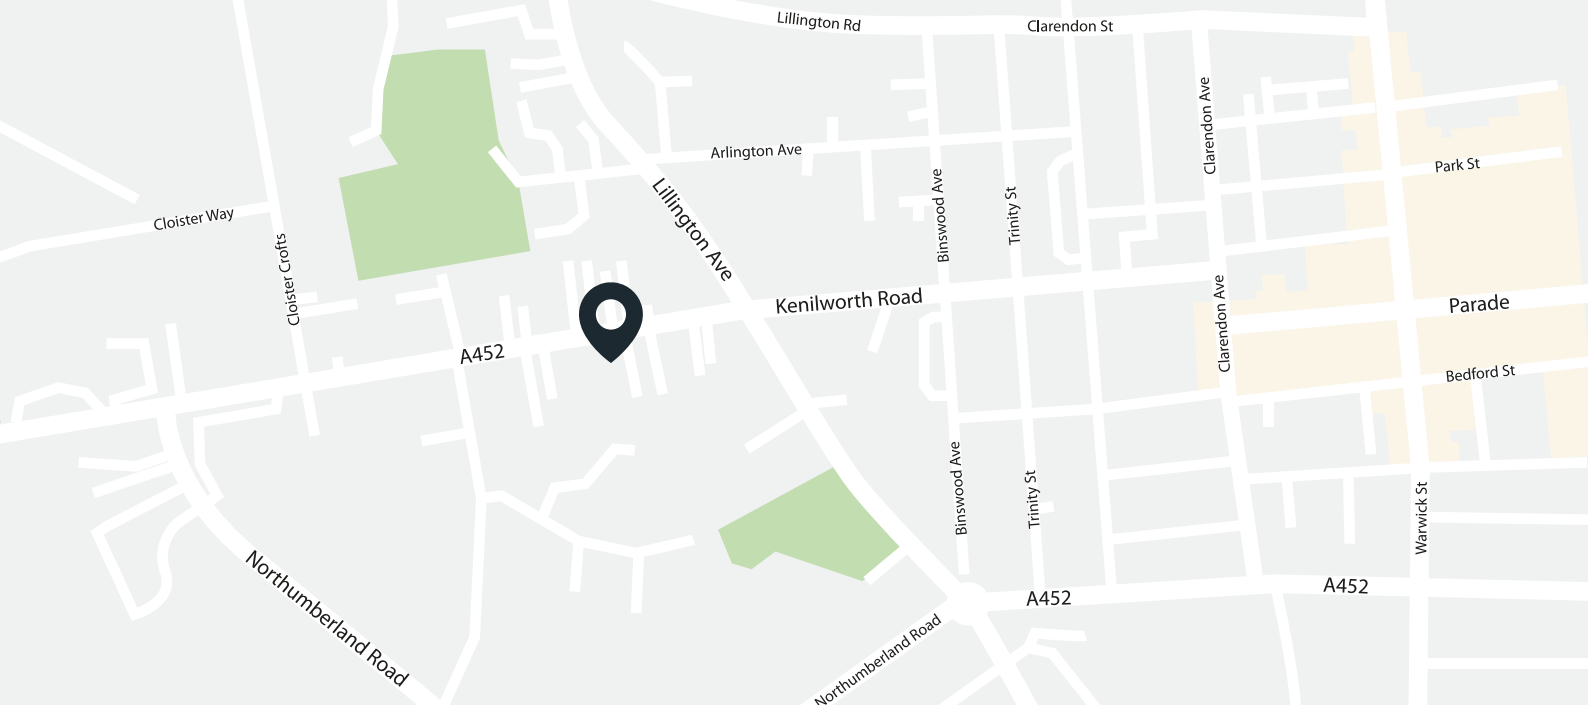 Lillington Rd
Clarendon St
Clarendon Ave
Arlington Ave
Park St
Binswood Ave
Trinity St
Lillington Ave
Cloister Way
Cloister Crofts
Kenilworth Road
Parade
Clarendon Ave
A452
Bedford St
Binswood Ave
Trinity St
Warwick St
Northumberland Road
A452
A452
Northumberland Road